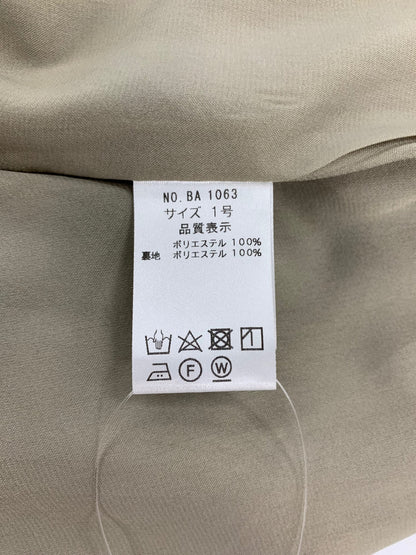 NO.BA 1063
サイズ 1号
品質表示
ポリエステル 100%
裏地 ポリエステル 100%
F W